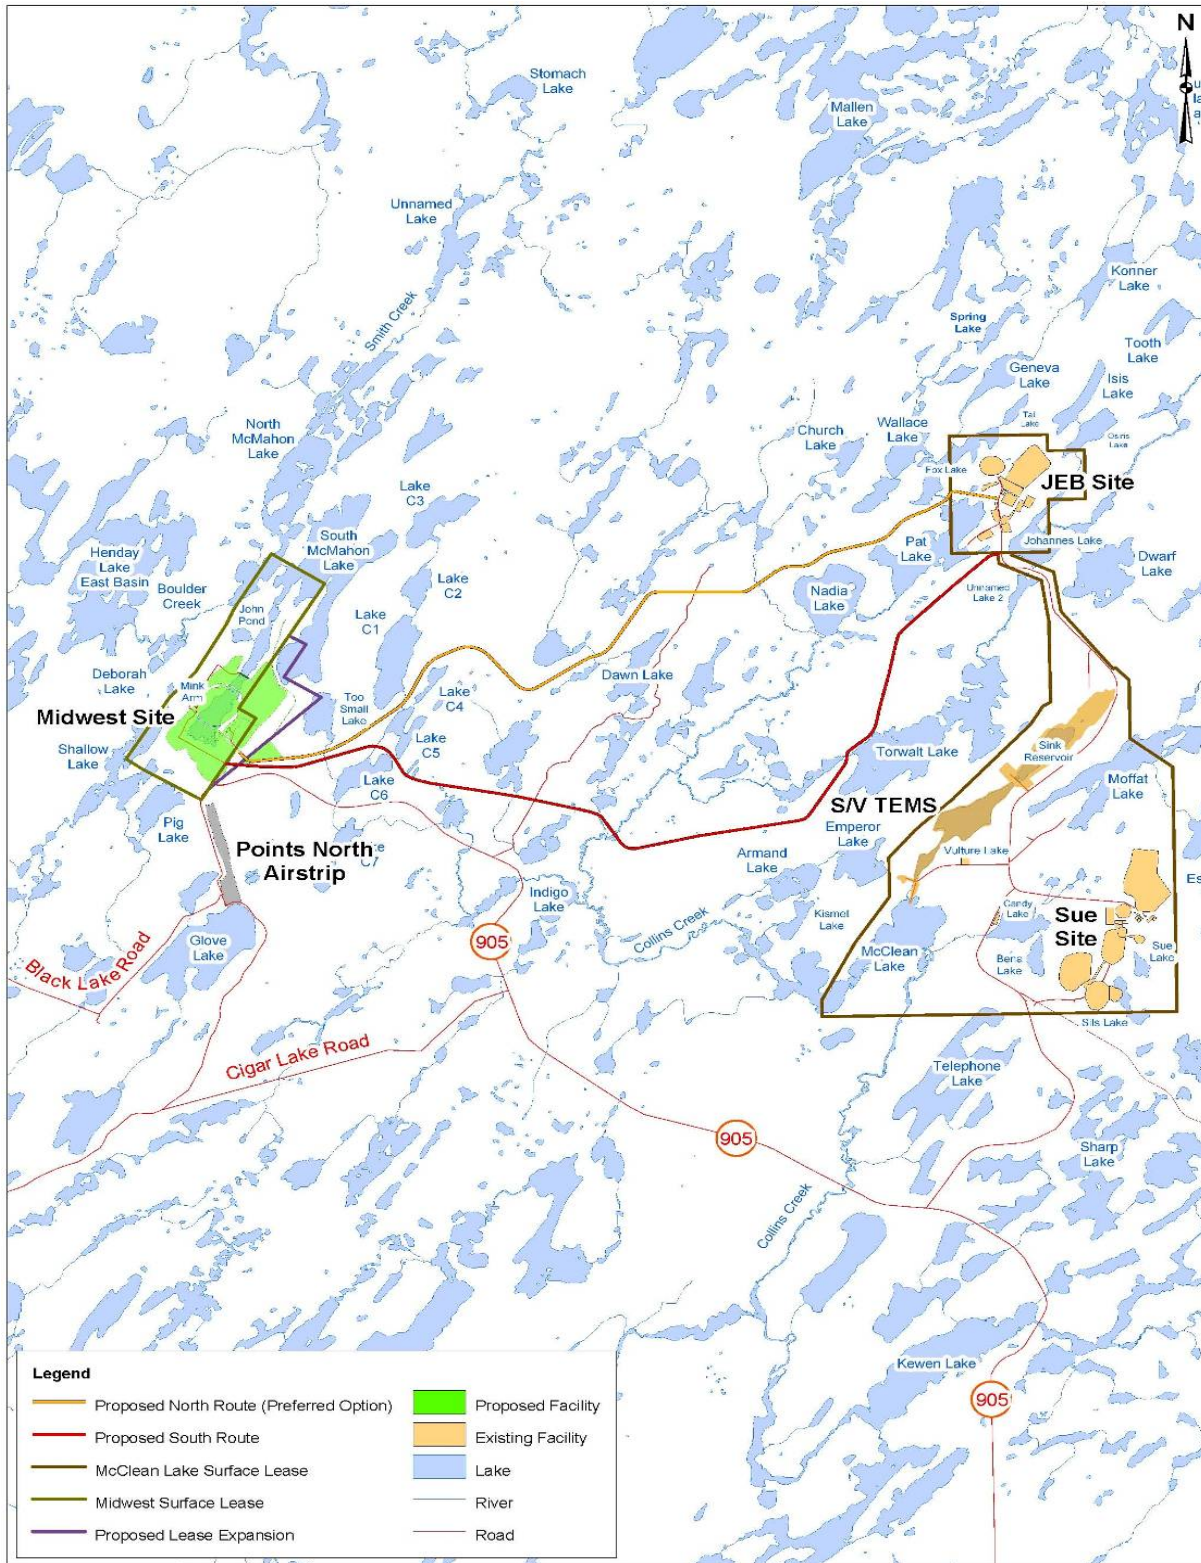 N
Stomach
Lake
Mallen
Lake
Unnamed
Lake
Konner
Lake
Smith Creek
Spring
Lake
Tooth
Lake
Geneva
Lake
Isis
Lake
Tal
Lake
North
McMahon
Lake
Church
Lake
Wallace
Lake
Osiris
Lake
Fox Lake
JEB Site
Lake
C3
South
McMahon
Lake
Pat
Lake
Johannes Lake
Henday
Lake
East Basin
Dwarf
Lake
Boulder
Creek
Lake
C2
Nadia
Lake
Unnamed
Lake 2
John
Pond
Lake
C1
Deborah
Lake
Mink
Arm
Dawn Lake
Too
Small
Lake
Lake
C4
Midwest Site
Shallow
Lake
Lake
C5
Torwalt Lake
Sink
Reservoir
Lake
C6
Moffat
Lake
S/V TEMS
Pig
Lake
Emperor
Lake
Points North
Airstrip
C7
Armand
Lake
Vulture Lake
Es
Indigo
Lake
Candy
Lake
Sue
Site
Kismet
Lake
Glove
Lake
905
Collins Creek
McClean
Lake
Bena
Lake
Sue
Lake
Black Lake Road
Sils Lake
Cigar Lake Road
Telephone
Lake
905
Sharp
Lake
Collins Creek
Kewen Lake
905
Legend
Proposed North Route (Preferred Option)
Proposed South Route
McClean Lake Surface Lease
Midwest Surface Lease
Proposed Lease Expansion
Proposed Facility
Existing Facility
Lake
River
Road